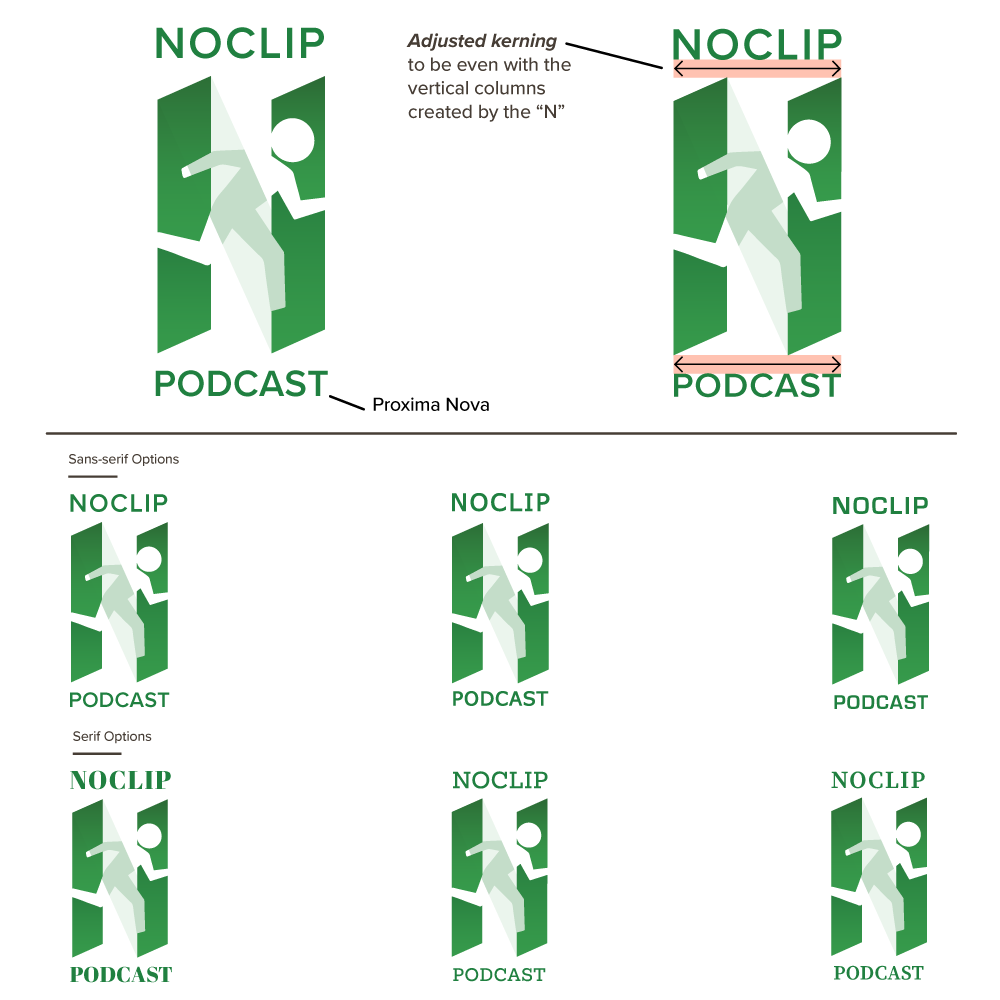 NOCLIP
PODCAST
Proxima Nova
Adjusted kerning
to be even with the
vertical columns
created by the “N”
NOCLIP
PODCAST
Sans-serif Options
NOCLIP
PODCAST
NOCLIP
PODCAST
NOCLIP
PODCAST
Serif Options
NOCLIP
PODCAST
NOCLIP
PODCAST
NOCLIP
PODCAST